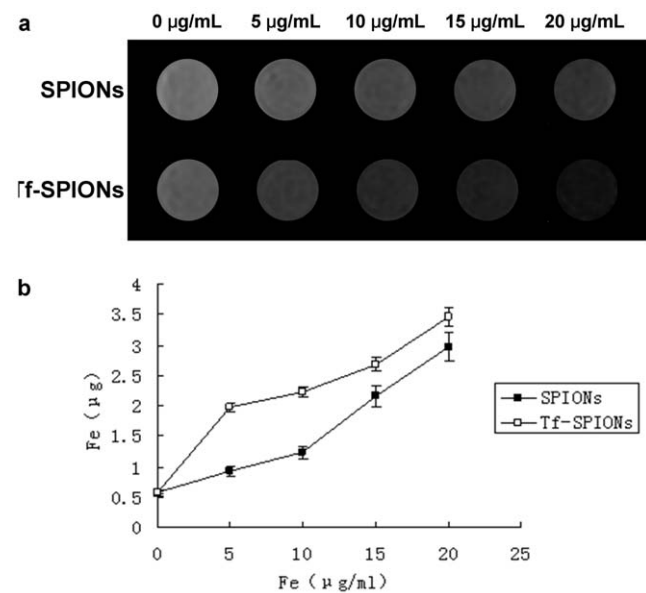 a
0 µg/mL 5 µg/mL 10 µg/mL 15 µg/mL 20 µg/mL
SPIONs
Tf-SPIONs
b
4
3.5
3
2.5
2
1.5
1
0.5
0
Fe (μg)
0 5 10 15 20 25
Fe (μg/ml)
SPIONs
Tf-SPIONs